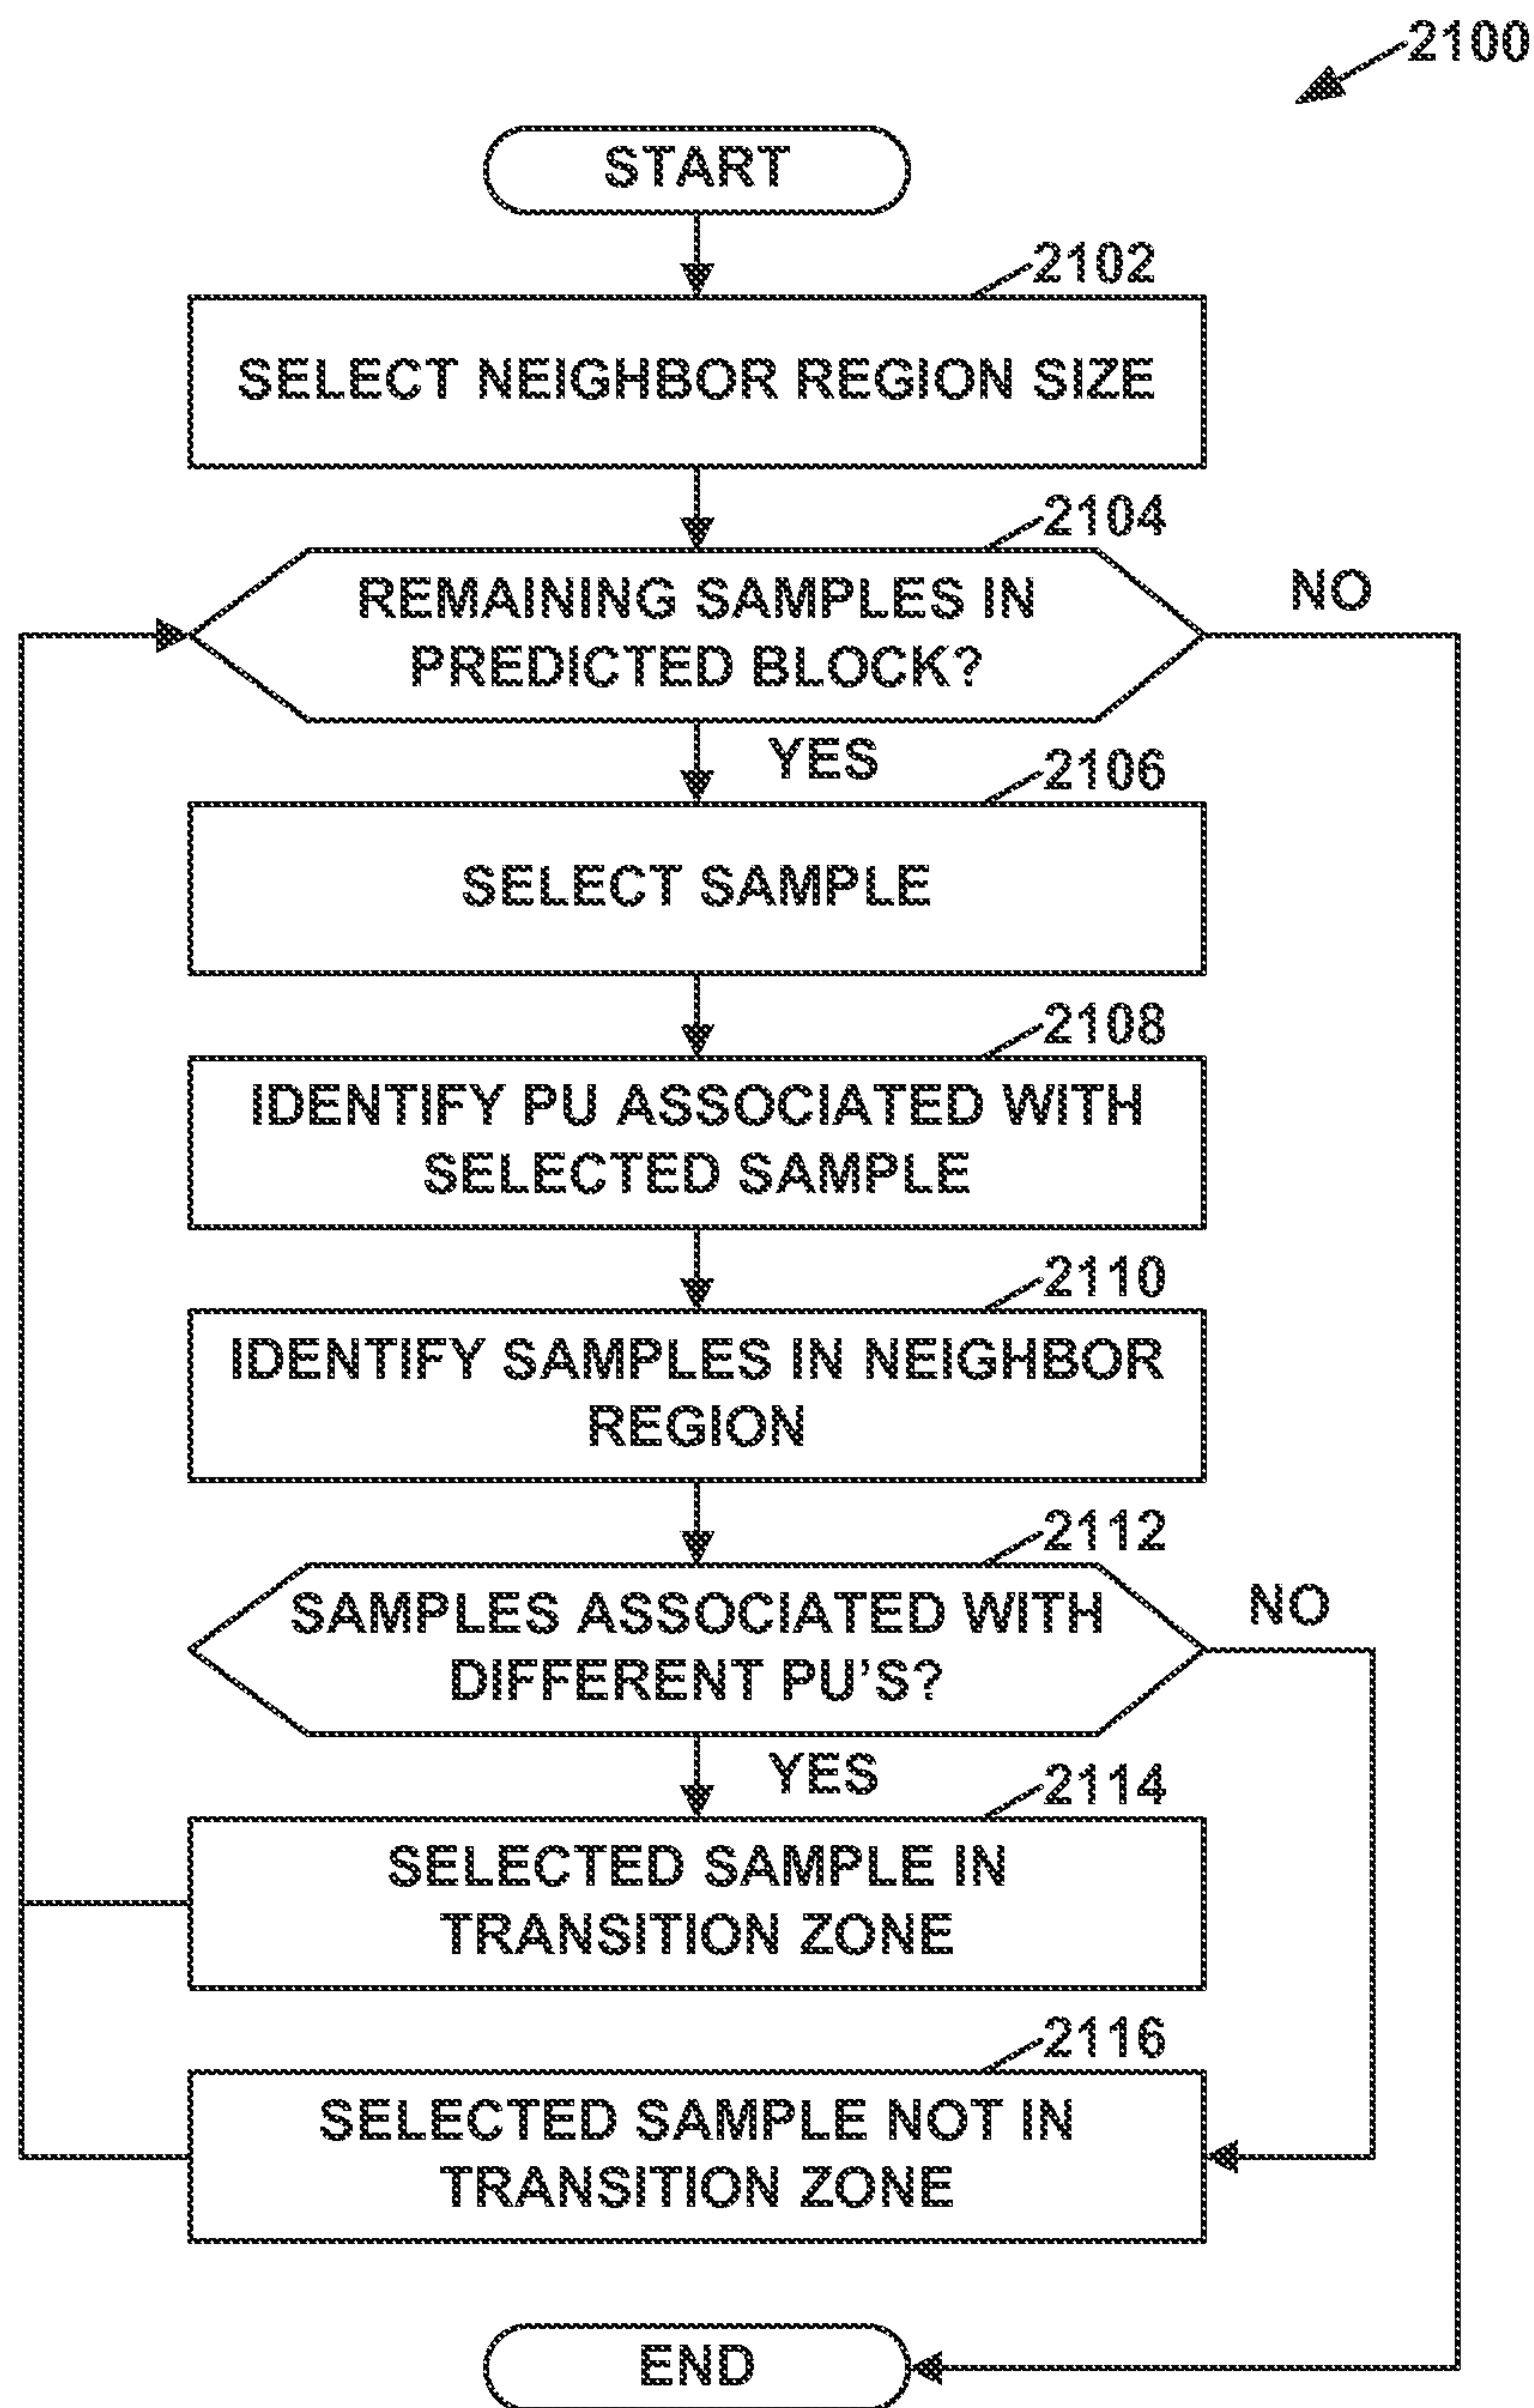 2100
START
2102
SELECT NEIGHBOR REGION SIZE
2104
REMAINING SAMPLES IN
PREDICTED BLOCK?
NO
YES
2106
SELECT SAMPLE
2108
IDENTIFY PU ASSOCIATED WITH
SELECTED SAMPLE
2110
IDENTIFY SAMPLES IN NEIGHBOR
REGION
2112
SAMPLES ASSOCIATED WITH
DIFFERENT PU'S?
NO
YES
2114
SELECTED SAMPLE IN
TRANSITION ZONE
2116
SELECTED SAMPLE NOT IN
TRANSITION ZONE
END